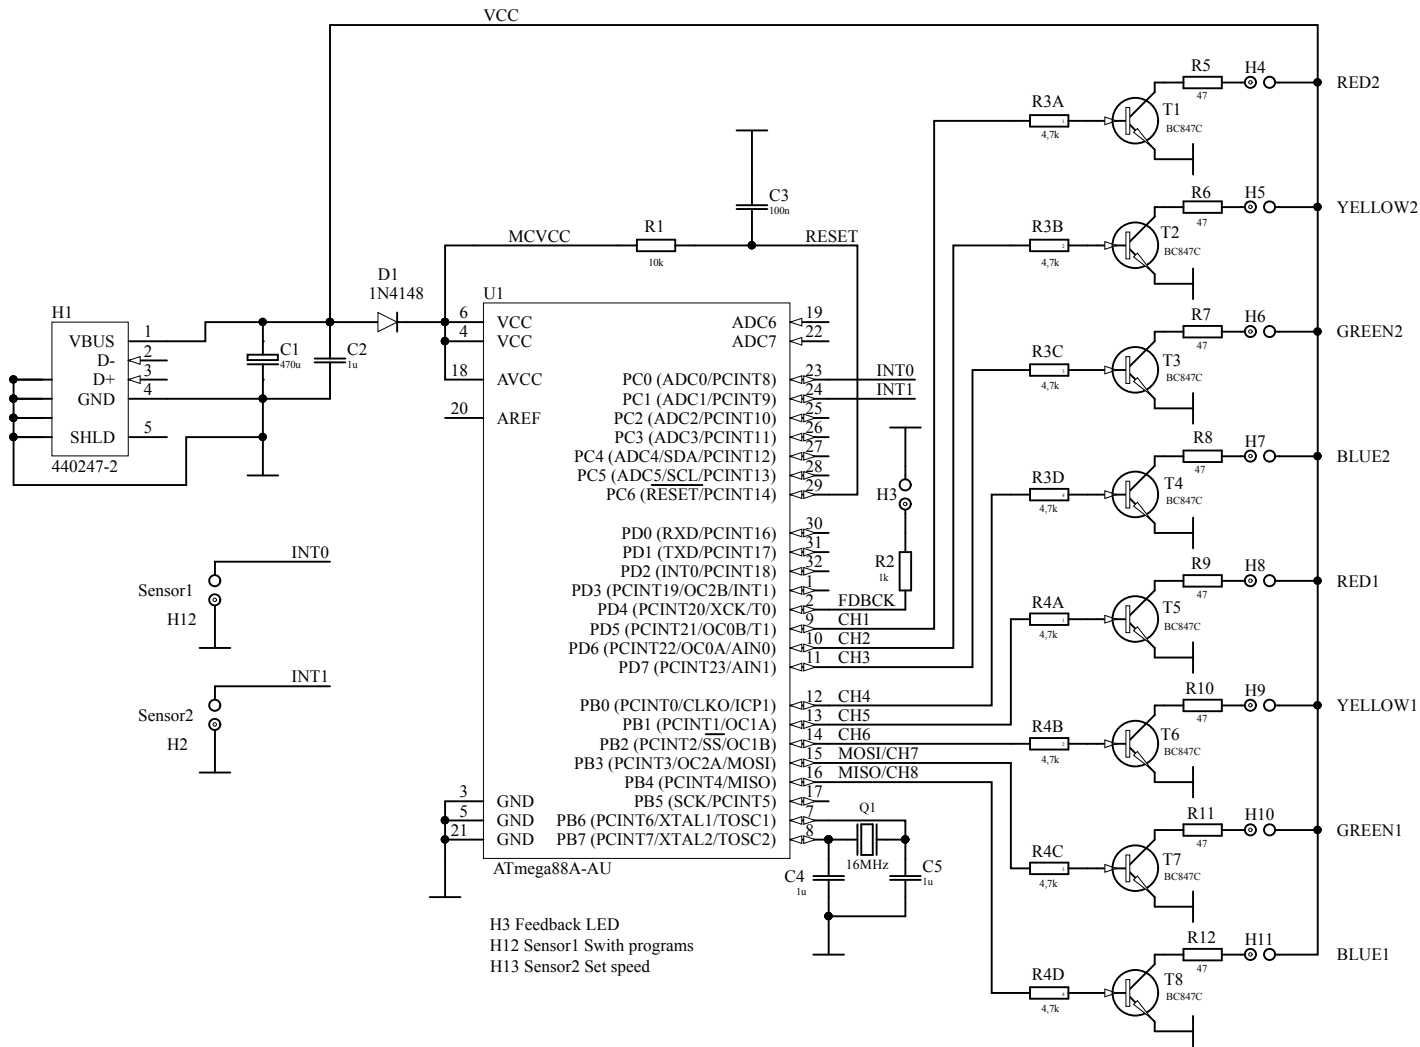 VCC
R5
H4
47
RED2
R3A
1
4,7k
T1
BC847C
R6
H5
47
YELLOW2
R3B
2
4,7k
T2
BC847C
R7
H6
47
GREEN2
R3C
3
4,7k
T3
BC847C
R8
H7
47
BLUE2
R3D
4
4,7k
T4
BC847C
R9
H8
47
RED1
R4A
1
4,7k
T5
BC847C
R10
H9
47
YELLOW1
R4B
2
4,7k
T6
BC847C
R11
H10
47
GREEN1
R4C
3
4,7k
T7
BC847C
R12
H11
47
BLUE1
R4D
4
4,7k
T8
BC847C
C3
100n
MCVCC
R1
10k
RESET
D1
1N4148
H1
VBUS 1
D- 2
D+ 3
GND 4
SHLD 5
440247-2
C1
470u
C2
1u
U1
6 VCC
4 VCC
18 AVCC
20 AREF
3 GND
5 GND
21 GND
ADC6 19
ADC7 22
PC0 (ADC0/PCINT8) 23 INT0
PC1 (ADC1/PCINT9) 24 INT1
PC2 (ADC2/PCINT10) 25
PC3 (ADC3/PCINT11) 26
PC4 (ADC4/SDA/PCINT12) 27
PC5 (ADC5/SCL/PCINT13) 28
PC6 (RESET/PCINT14) 29
PD0 (RXD/PCINT16) 30
PD1 (TXD/PCINT17) 31
PD2 (INT0/PCINT18) 32
PD3 (PCINT19/OC2B/INT1) 1
PD4 (PCINT20/XCK/T0) 2 FDBCK
PD5 (PCINT21/OC0B/T1) 9 CH1
PD6 (PCINT22/OC0A/AIN0) 10 CH2
PD7 (PCINT23/AIN1) 11 CH3
PB0 (PCINT0/CLKO/ICP1) 12 CH4
PB1 (PCINT1/OC1A) 13 CH5
PB2 (PCINT2/SS/OC1B) 14 CH6
PB3 (PCINT3/OC2A/MOSI) 15 MOSI/CH7
PB4 (PCINT4/MISO) 16 MISO/CH8
PB5 (SCK/PCINT5) 17
PB6 (PCINT6/XTAL1/TOSC1) 7
PB7 (PCINT7/XTAL2/TOSC2) 8
ATmega88A-AU
H3
R2
1k
Q1
16MHz
C4
1u
C5
1u
INT0
Sensor1
H12
INT1
Sensor2
H2
H3 Feedback LED
H12 Sensor1 Swith programs
H13 Sensor2 Set speed